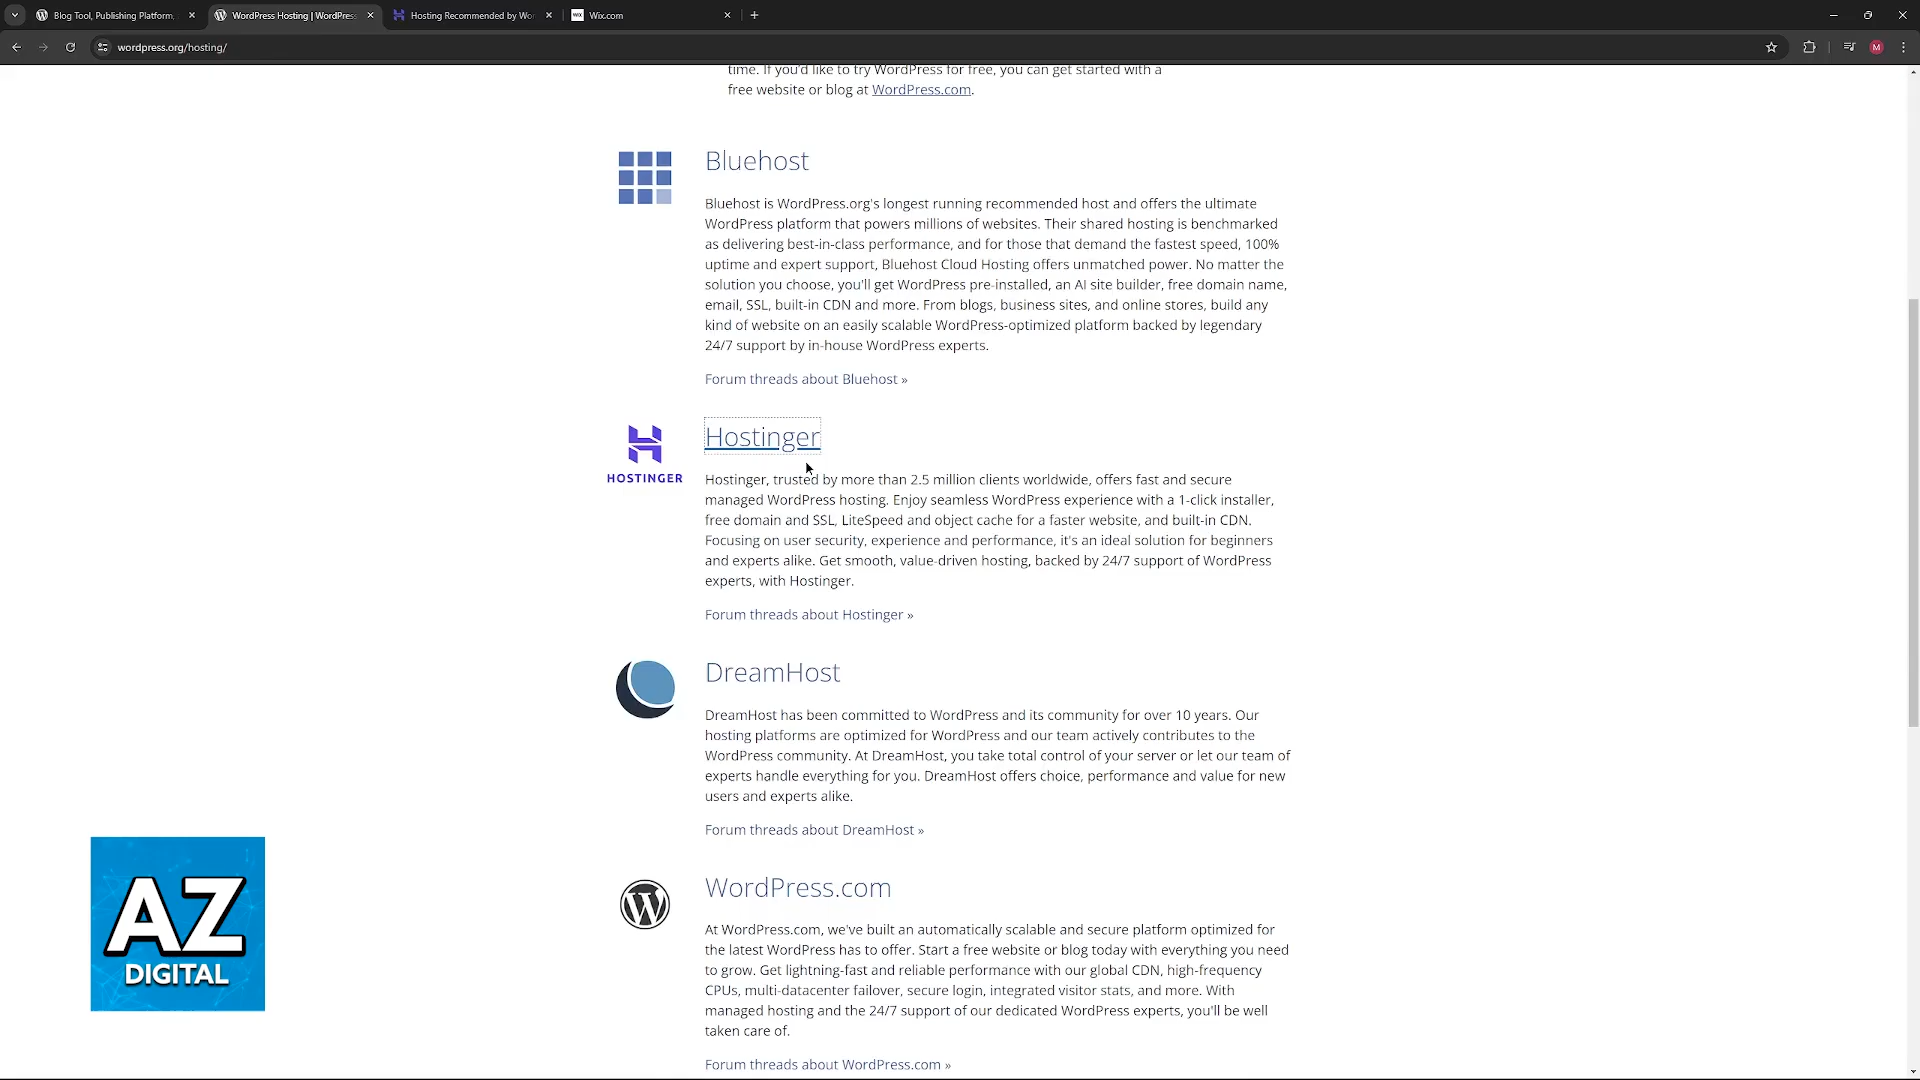 Blog Tool, Publishing Platform,
WordPress Hosting | WordPress
Hosting Recommended by Wo
WIX
Wix.com
M
wordpress.org/hosting/
time. If you'd like to try WordPress for free, you can get started with a
free website or blog at WordPress.com.
Bluehost
Bluehost is WordPress.org's longest running recommended host and offers the ultimate
WordPress platform that powers millions of websites. Their shared hosting is benchmarked
as delivering best-in-class performance, and for those that demand the fastest speed, 100%
uptime and expert support, Bluehost Cloud Hosting offers unmatched power. No matter the
solution you choose, you'll get WordPress pre-installed, an AI site builder, free domain name,
email, SSL, built-in CDN and more. From blogs, business sites, and online stores, build any
kind of website on an easily scalable WordPress-optimized platform backed by legendary
24/7 support by in-house WordPress experts.
Forum threads about Bluehost »
HOSTINGER
Hostinger
Hostinger, trusted by more than 2.5 million clients worldwide, offers fast and secure
managed WordPress hosting. Enjoy seamless WordPress experience with a 1-click installer,
free domain and SSL, LiteSpeed and object cache for a faster website, and built-in CDN.
Focusing on user security, experience and performance, it's an ideal solution for beginners
and experts alike. Get smooth, value-driven hosting, backed by 24/7 support of WordPress
experts, with Hostinger.
Forum threads about Hostinger »
DreamHost
DreamHost has been committed to WordPress and its community for over 10 years. Our
hosting platforms are optimized for WordPress and our team actively contributes to the
WordPress community. At DreamHost, you take total control of your server or let our team of
experts handle everything for you. DreamHost offers choice, performance and value for new
users and experts alike.
Forum threads about DreamHost »
WordPress.com
At WordPress.com, we've built an automatically scalable and secure platform optimized for
the latest WordPress has to offer. Start a free website or blog today with everything you need
to grow. Get lightning-fast and reliable performance with our global CDN, high-frequency
CPUs, multi-datacenter failover, secure login, integrated visitor stats, and more. With
managed hosting and the 24/7 support of our dedicated WordPress experts, you'll be well
taken care of.
Forum threads about WordPress.com »
AZ
DIGITAL